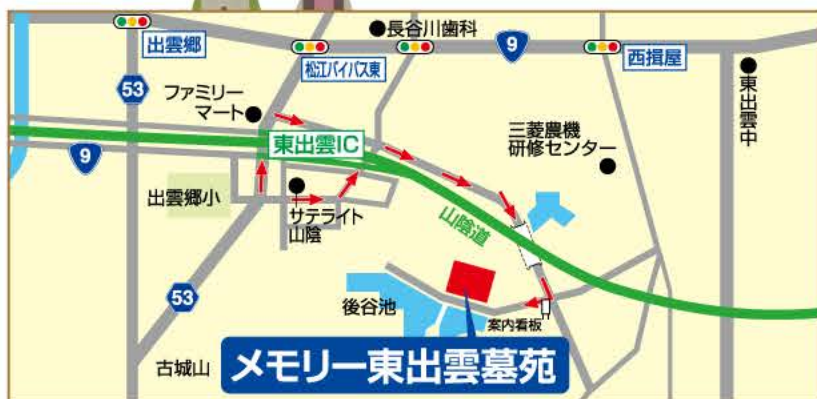 長谷川歯科
出雲郷
松江バイパス東
9
西揖屋
53
ファミリー
マート
東出雲中
三菱農機
研修センター
東出雲IC
9
出雲郷小
サテライト
山陰
山陰道
53
後谷池
案内看板
古城山
メモリー東出雲墓苑